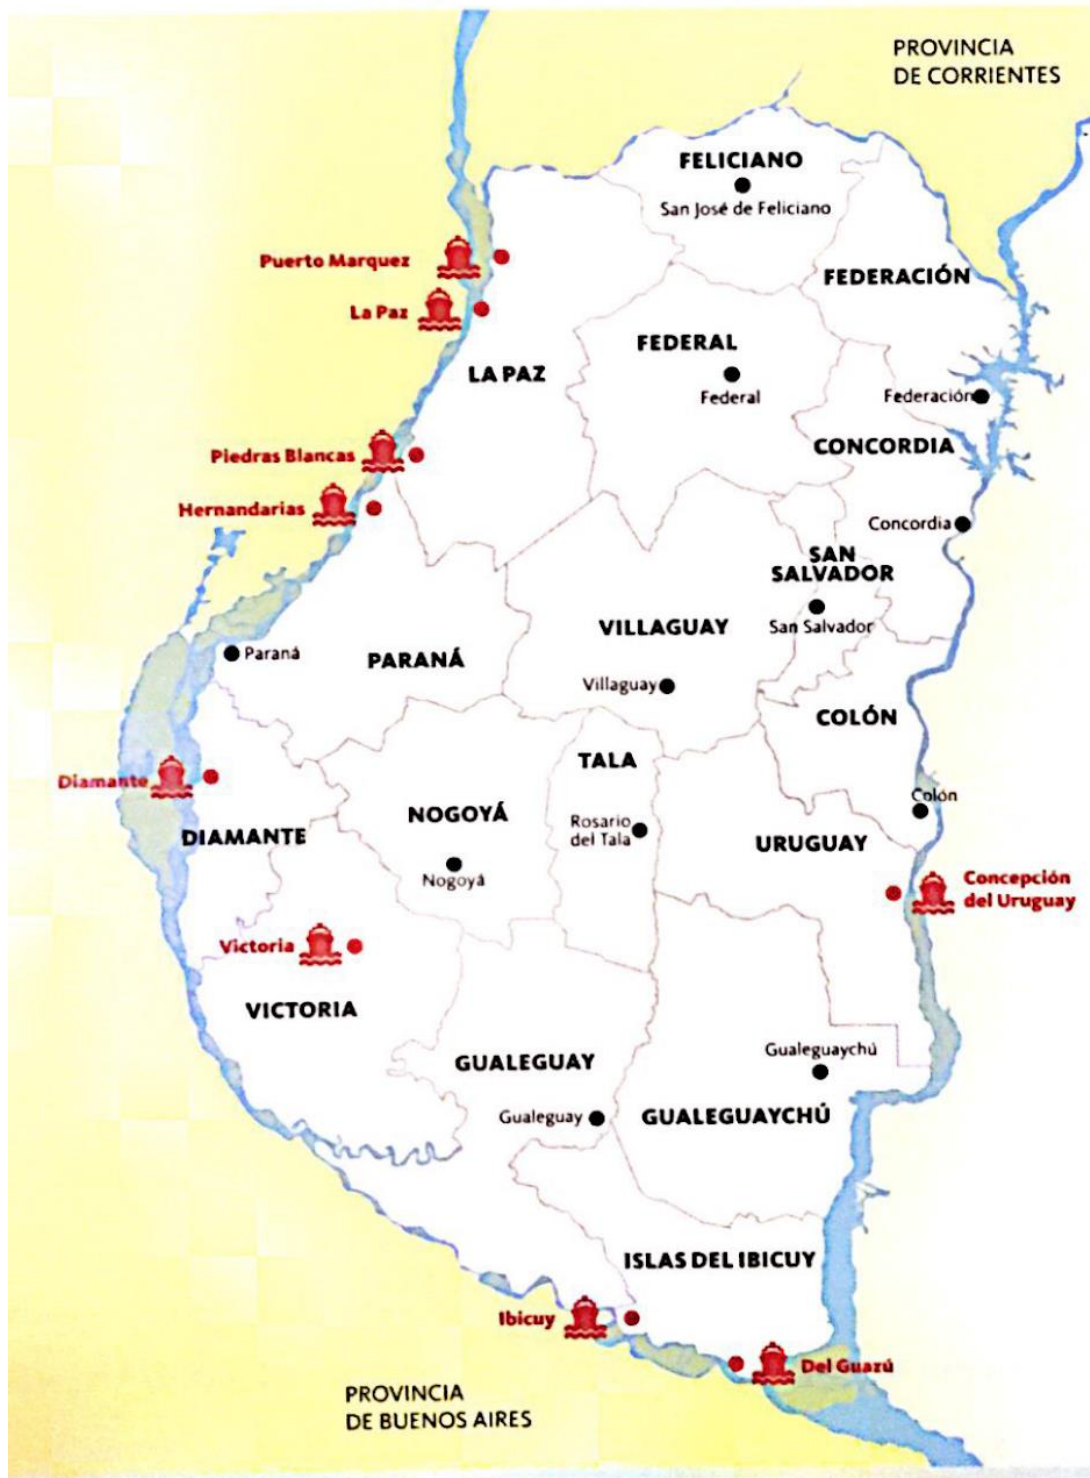 PROVINCIA
DE CORRIENTES
FELICIANO
San José de Feliciano
Puerto Marquez
FEDERACIÓN
La Paz
FEDERAL
LA PAZ
Federal
Federación
CONCORDIA
Piedras Blancas
Hernandarias
Concordia
SAN
SALVADOR
San Salvador
VILLAGUAY
Paraná
PARANÁ
Villaguay
COLÓN
TALA
Diamante
Colón
NOGOYÁ
Rosario
del Tala
DIAMANTE
URUGUAY
Nogoyá
Concepción
del Uruguay
Victoria
VICTORIA
Gualeguaychú
GUALEGUAY
Gualeguay
GUALEGUAYCHÚ
ISLAS DEL IBICUY
Ibicuy
Del Guazú
PROVINCIA
DE BUENOS AIRES